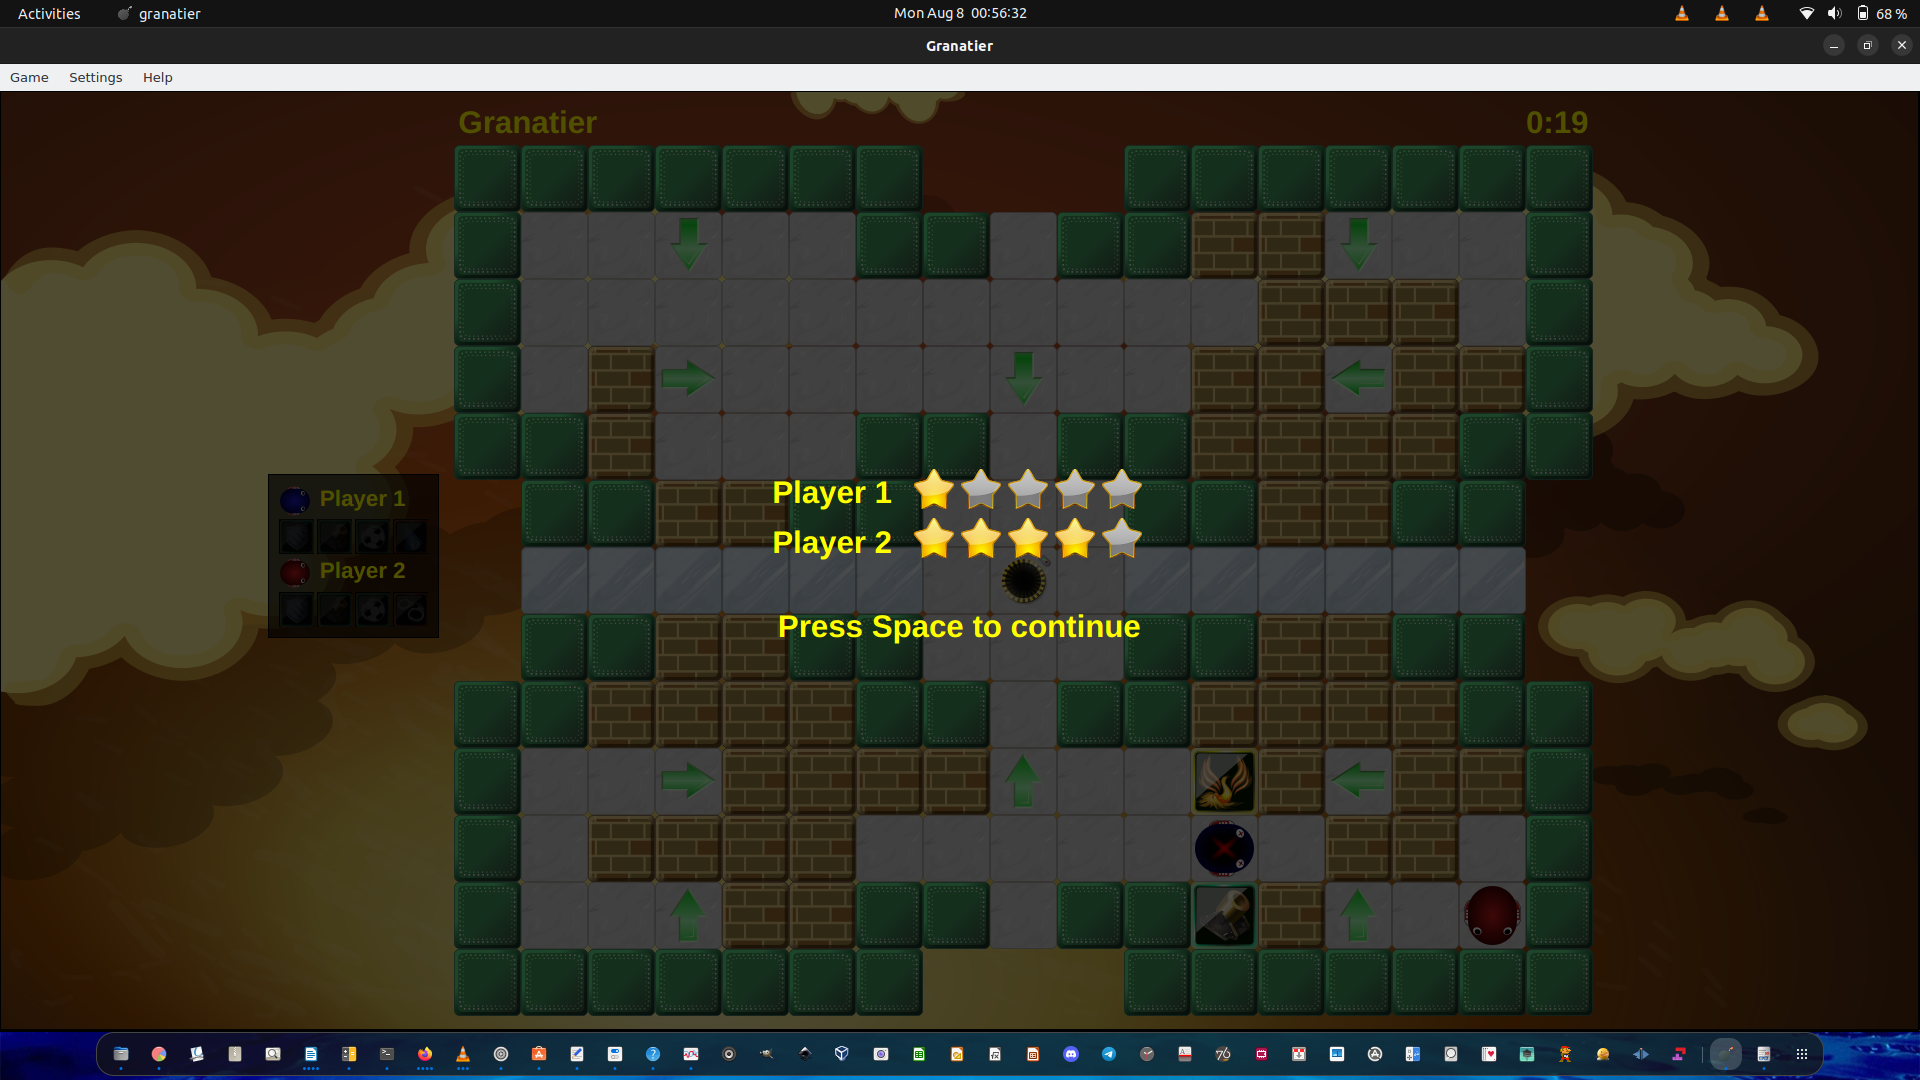 Activities
granatier
Mon Aug 8 00:56:32
68 %
Granatier
Game Settings Help
Granatier
0:19
Player 1
Player 2
Player 1
Player 2
Press Space to continue